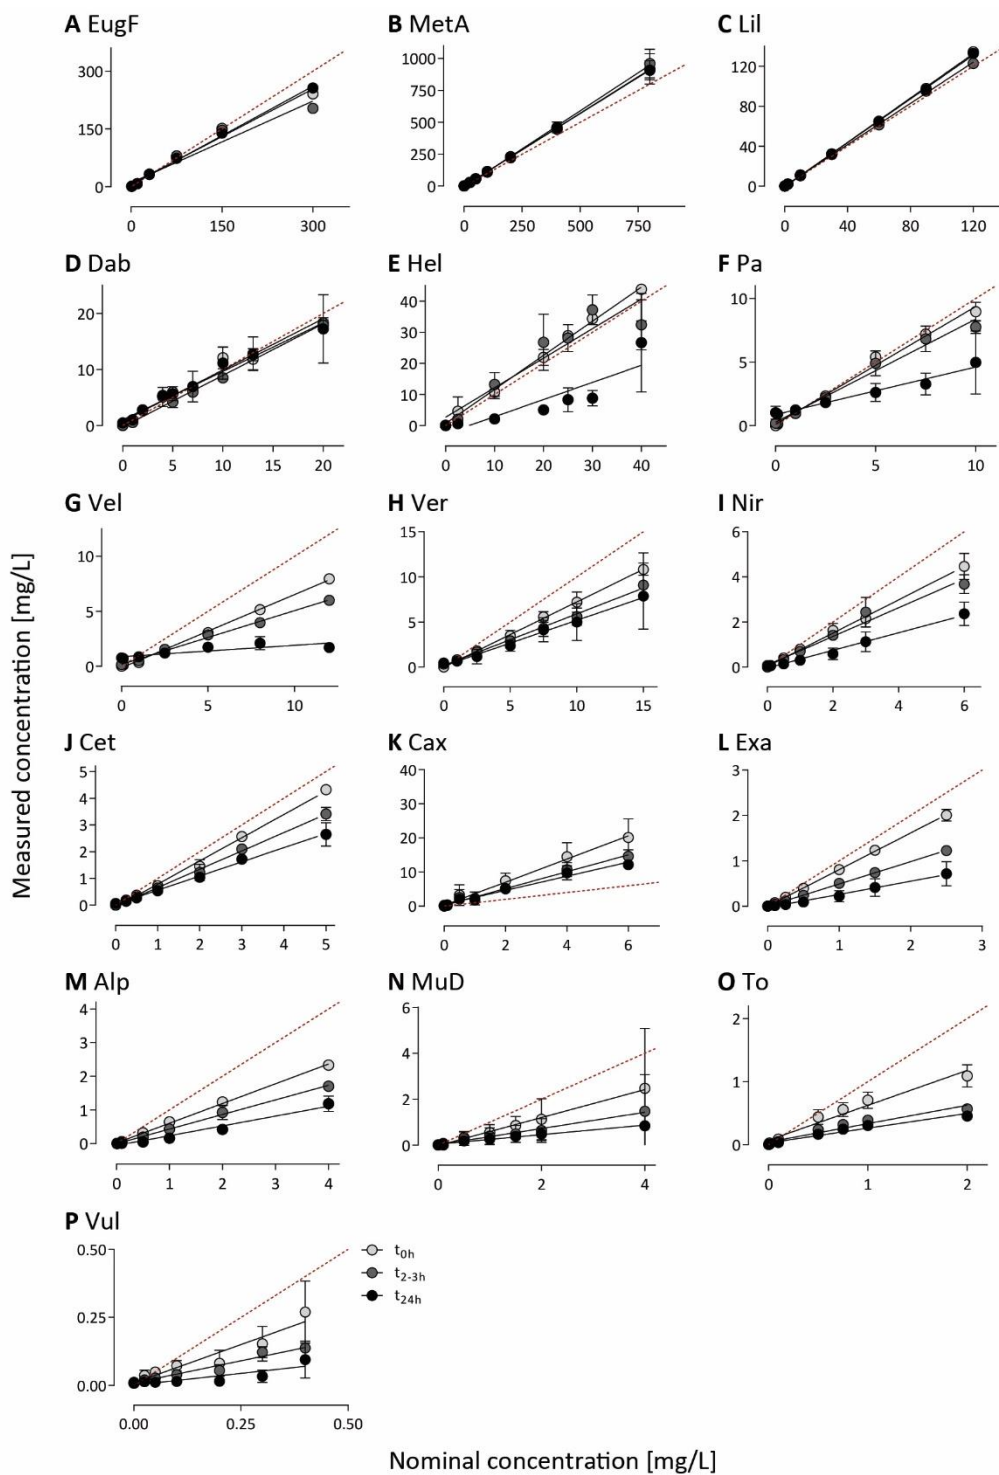 A EugF
300
150
0
0 150 300
B MetA
1000
750
500
250
0
0 250 500 750
C Lil
120
80
40
0
0 40 80 120
D Dab
20
10
0
0 5 10 15 20
E Hel
40
30
20
10
0
0 10 20 30 40
F Pa
10
5
0
0 5 10
G Vel
10
5
0
0 5 10
H Ver
15
10
5
0
0 5 10 15
I Nir
6
4
2
0
0 2 4 6
J Cet
5
4
3
2
1
0
0 1 2 3 4 5
K Cax
40
30
20
10
0
0 2 4 6
L Exa
3
2
1
0
0 1 2 3
M Alp
4
3
2
1
0
0 1 2 3 4
N MuD
6
4
2
0
0 2 4
O To
2
1
0
0 1 2
P Vul
0.50
0.25
0.00
0.00 0.25 0.50
t0h
t2-3h
t24h
Measured concentration [mg/L]
Nominal concentration [mg/L]